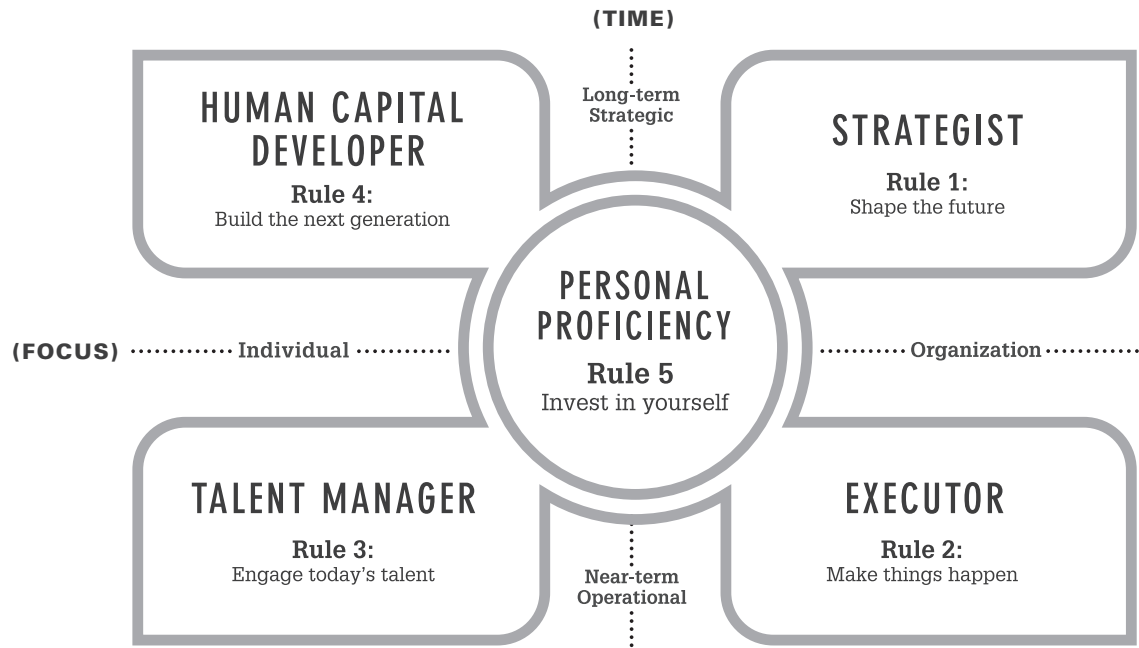 (TIME)
Long-term
Strategic
HUMAN CAPITAL
DEVELOPER
Rule 4:
Build the next generation
STRATEGIST
Rule 1:
Shape the future
PERSONAL
PROFICIENCY
Rule 5
Invest in yourself
(FOCUS)
Individual
Organization
TALENT MANAGER
Rule 3:
Engage today’s talent
EXECUTOR
Rule 2:
Make things happen
Near-term
Operational